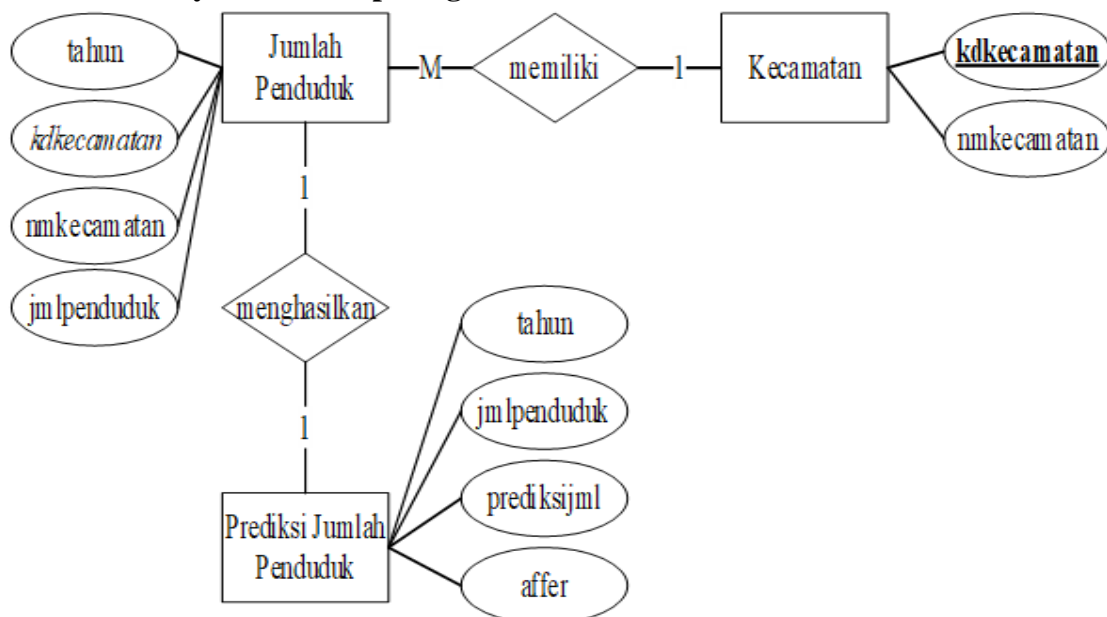 tahun
Jumlah
Penduduk
M
memiliki
1
Kecamatan
kdkecamatan
kdkecamatan
nmkecamatan
nmkecamatan
jmlpenduduk
1
menghasilkan
1
tahun
jmlpenduduk
prediksijml
affer
Prediksi Jumlah
Penduduk